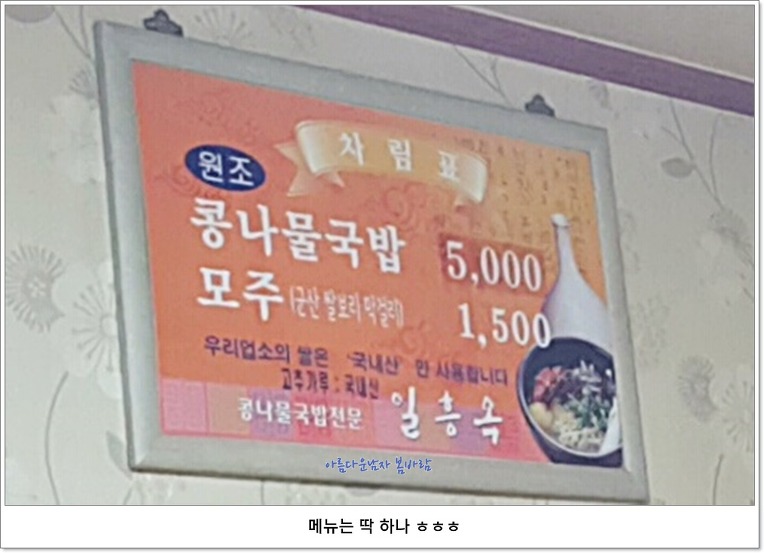 차림표
원조
콩나물국밥 5,000
모주(군산 쌀보리 막걸리) 1,500
우리업소의 쌀은 '국내산' 만 사용합니다
고추가루 : 국내산
콩나물국밥전문 일흥옥
아름다운남자 봄바람
메뉴는 딱 하나 ㅎㅎㅎ